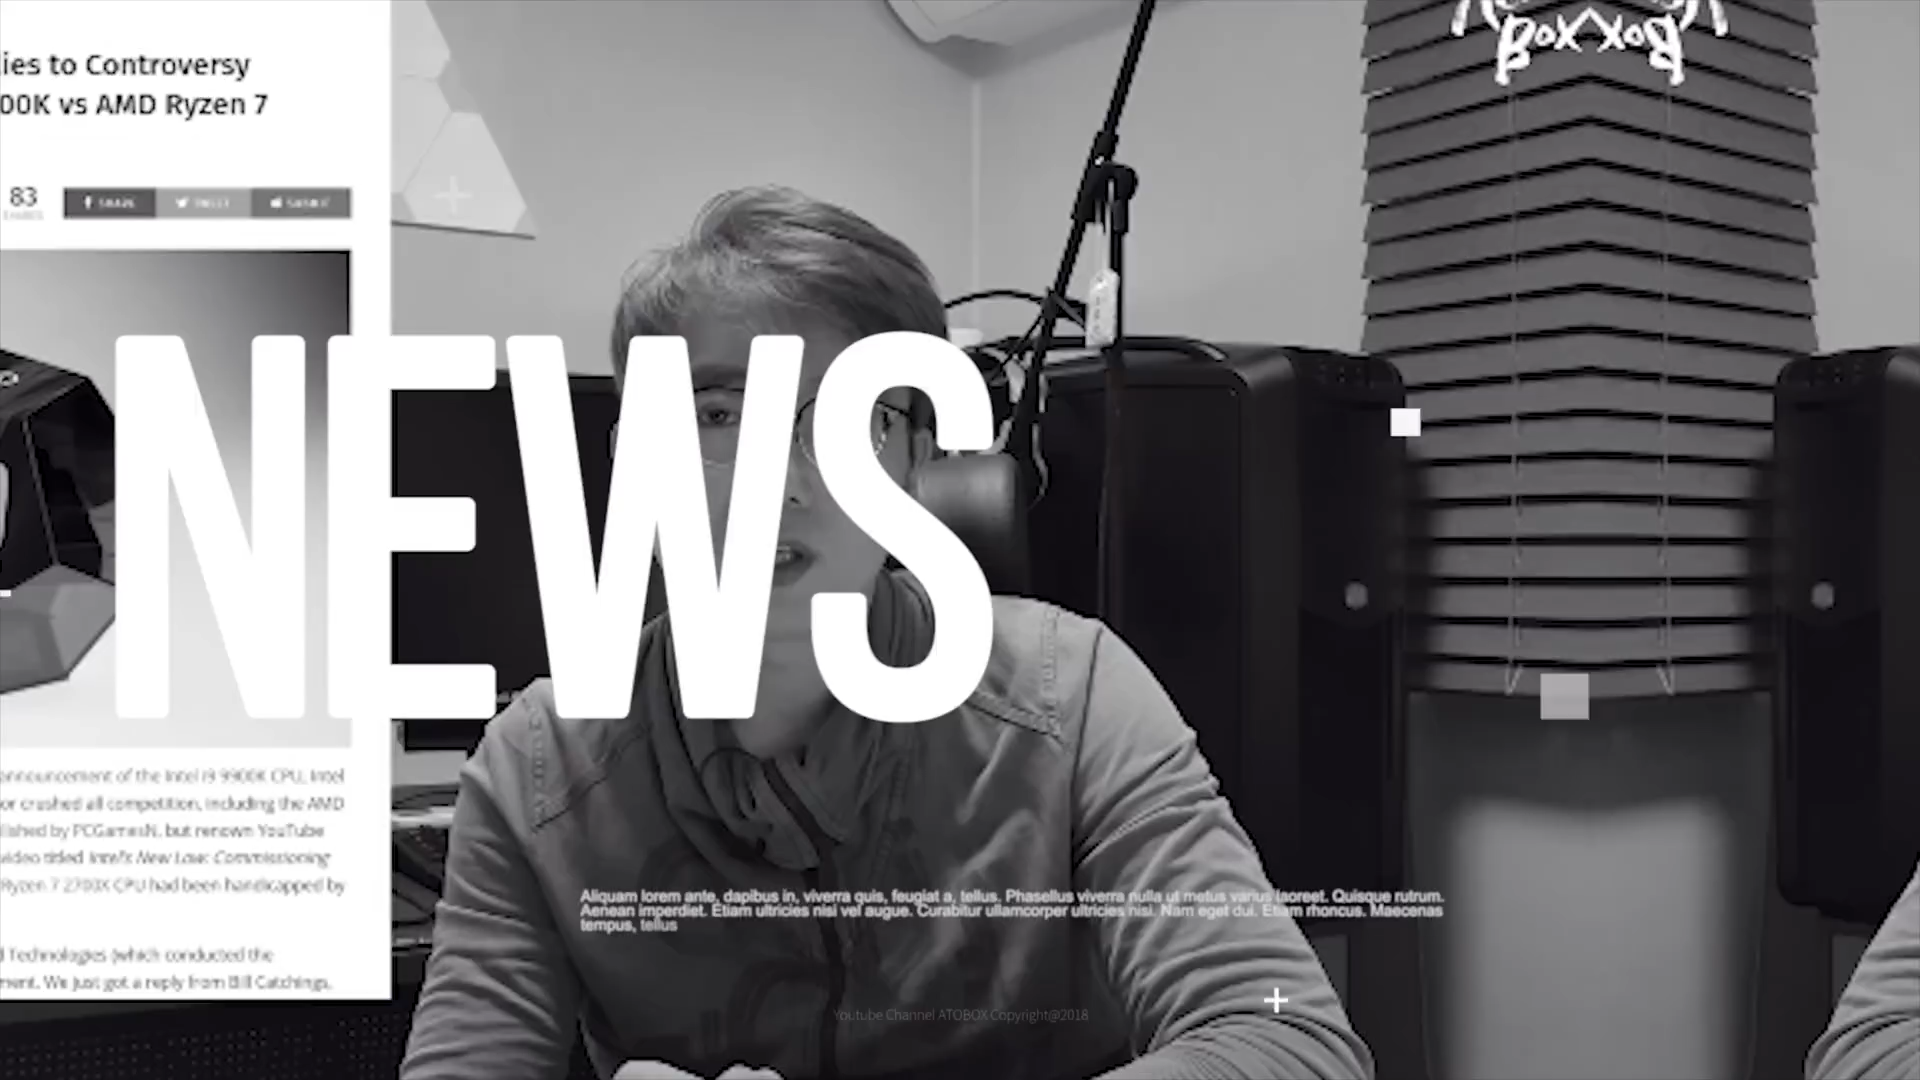 ies to Controversy
00K vs AMD Ryzen 7
83
SHARE
TWEET
SUBMIT
BOX XOB
NEWS
announcement of the Intel i9 9900K CPU, Intel
or crushed all competition, including the AMD
lished by PCGamesN, but renown YouTube
video titled Intel's New Low: Commissioning
Ryzen 7 2700X CPU had been handicapped by
d Technologies (which conducted the
ment. We just got a reply from Bill Catchings,
Aliquam lorem ante, dapibus in, viverra quis, feugiat a, tellus. Phasellus viverra nulla ut metus varius laoreet. Quisque rutrum.
Aenean imperdiet. Etiam ultricies nisi vel augue. Curabitur ullamcorper ultricies nisi. Nam eget dui. Etiam rhoncus. Maecenas
tempus, tellus
Youtube Channel ATOBOX Copyright@2018